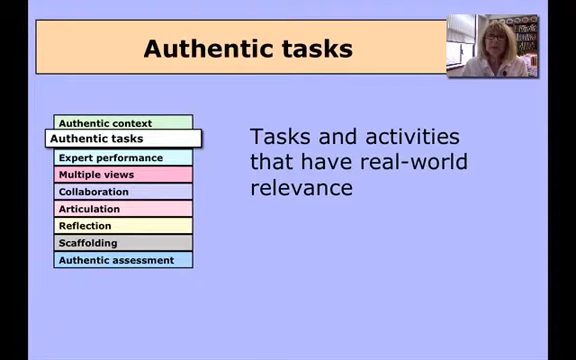 Authentic tasks
Authentic context
Authentic tasks
Expert performance
Multiple views
Collaboration
Articulation
Reflection
Scaffolding
Authentic assessment
Tasks and activities
that have real-world
relevance